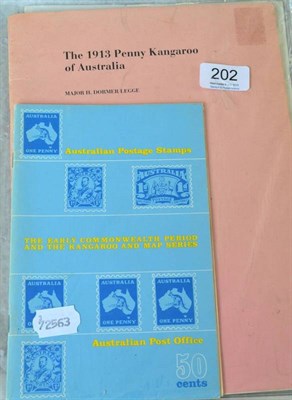 The 1913 Penny Kangaroo
of Australia
MAJOR H. DORMER LEGGE
202
AUSTRALIA
ONE PENNY
AUSTRALIA
ONE PENNY
Australian Postage Stamps
THE EARLY COMMONWEALTH PERIOD
AND THE KANGAROO AND MAP SERIES
AUSTRALIA
ONE PENNY
AUSTRALIA
ONE PENNY
AUSTRALIA
ONE PENNY
Australian Post Office
50
cents